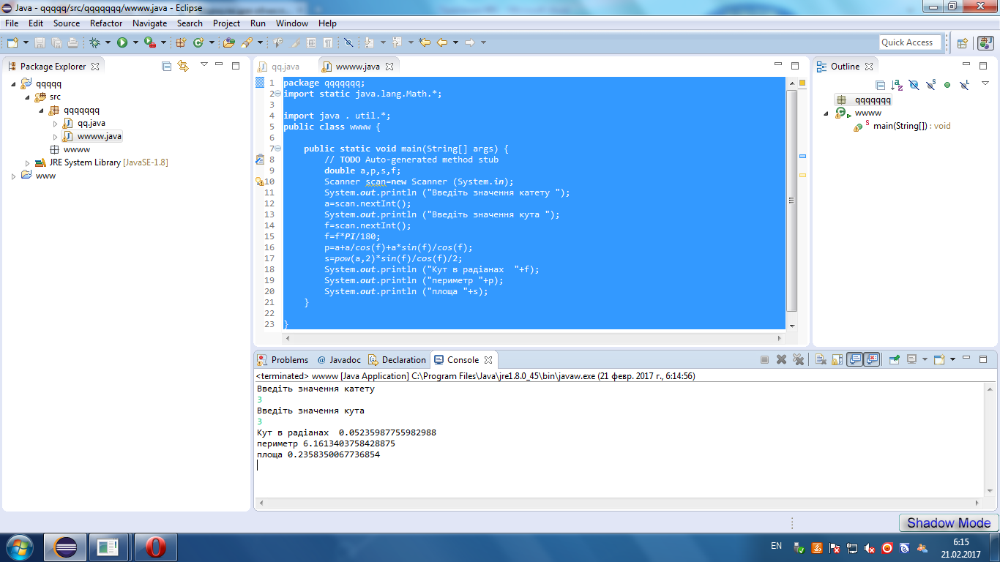 Java - qqqqq/src/qqqqqqq/wwww.java - Eclipse
File Edit Source Refactor Navigate Search Project Run Window Help
Quick Access
Package Explorer
qqqqq
src
qqqqqqq
qq.java
wwww.java
wwww
JRE System Library [JavaSE-1.8]
www
qq.java wwww.java
1 package qqqqqqq;
2 import static java.lang.Math.*;
3
4 import java . util.*;
5 public class wwww {
6
7 public static void main(String[] args) {
8 // TODO Auto-generated method stub
9 double a,p,s,f;
10 Scanner scan=new Scanner (System.in);
11 System.out.println ("Введіть значення катету ");
12 a=scan.nextInt();
13 System.out.println ("Введіть значення кута ");
14 f=scan.nextInt();
15 f=f*PI/180;
16 p=a+a/cos(f)+a*sin(f)/cos(f);
17 s=pow(a,2)*sin(f)/cos(f)/2;
18 System.out.println ("Кут в радіанах  "+f);
19 System.out.println ("периметр "+p);
20 System.out.println ("площа "+s);
21 }
22
23 }
Outline
qqqqqqq
wwww
main(String[]) : void
Problems @ Javadoc Declaration Console
<terminated> wwww [Java Application] C:\Program Files\Java\jre1.8.0_45\bin\javaw.exe (21 февр. 2017 г., 6:14:56)
Введіть значення катету
3
Введіть значення кута
3
Кут в радіанах  0.05235987755982988
периметр 6.1613403758428875
площа 0.2358350067736854
Shadow Mode
EN
6:15
21.02.2017